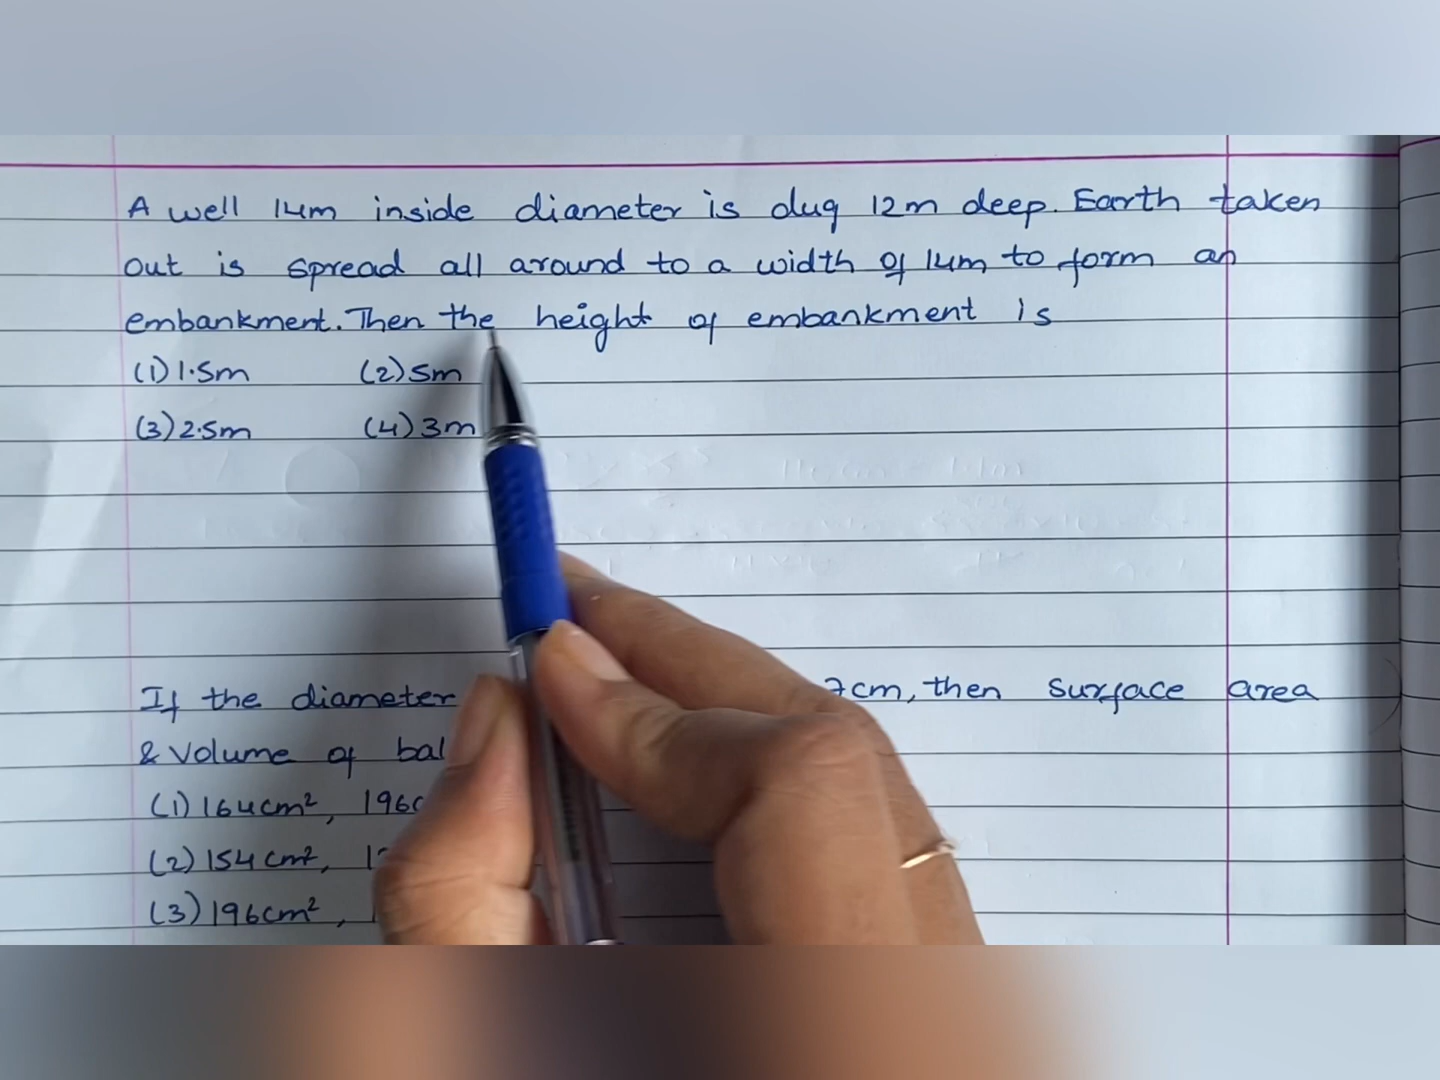 A well 14m inside diameter is dug 12m deep. Earth taken
out is spread all around to a width of 14m to form an
embankment. Then the height of embankment is
(1) 1.5m (2) 5m
(3) 2.5m (4) 3m
If the diameter 7cm, then surface area
& volume of
(1) 164cm²,
(2) 154cm²,
(3) 196cm²,